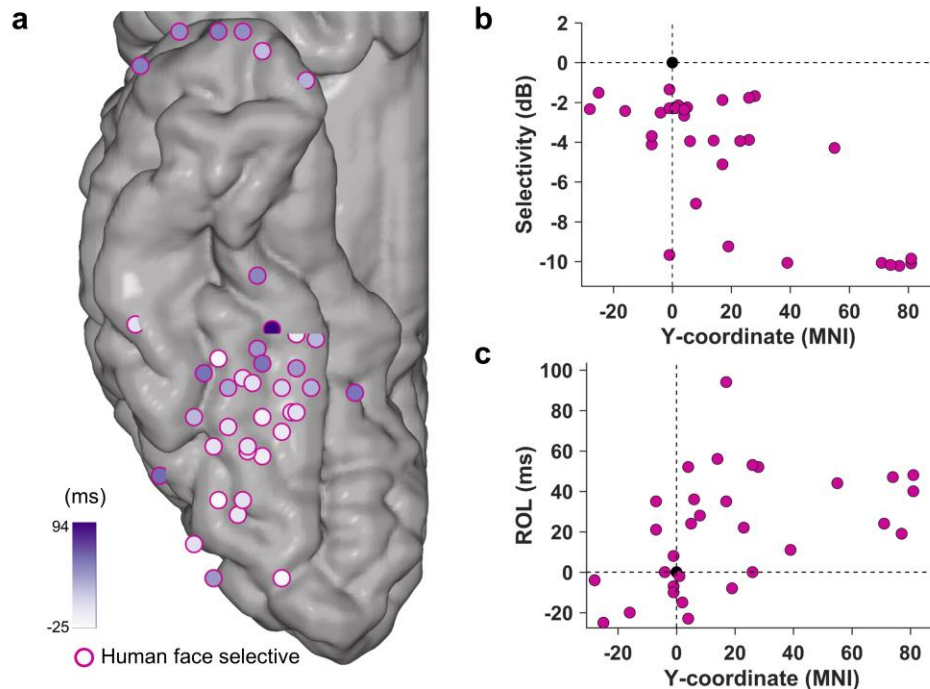 a
(ms)
94
-25
Human face selective
b
Selectivity (dB)
2
0
-2
-4
-6
-8
-10
-20 0 20 40 60 80
Y-coordinate (MNI)
c
ROL (ms)
100
80
60
40
20
0
-20
-20 0 20 40 60 80
Y-coordinate (MNI)